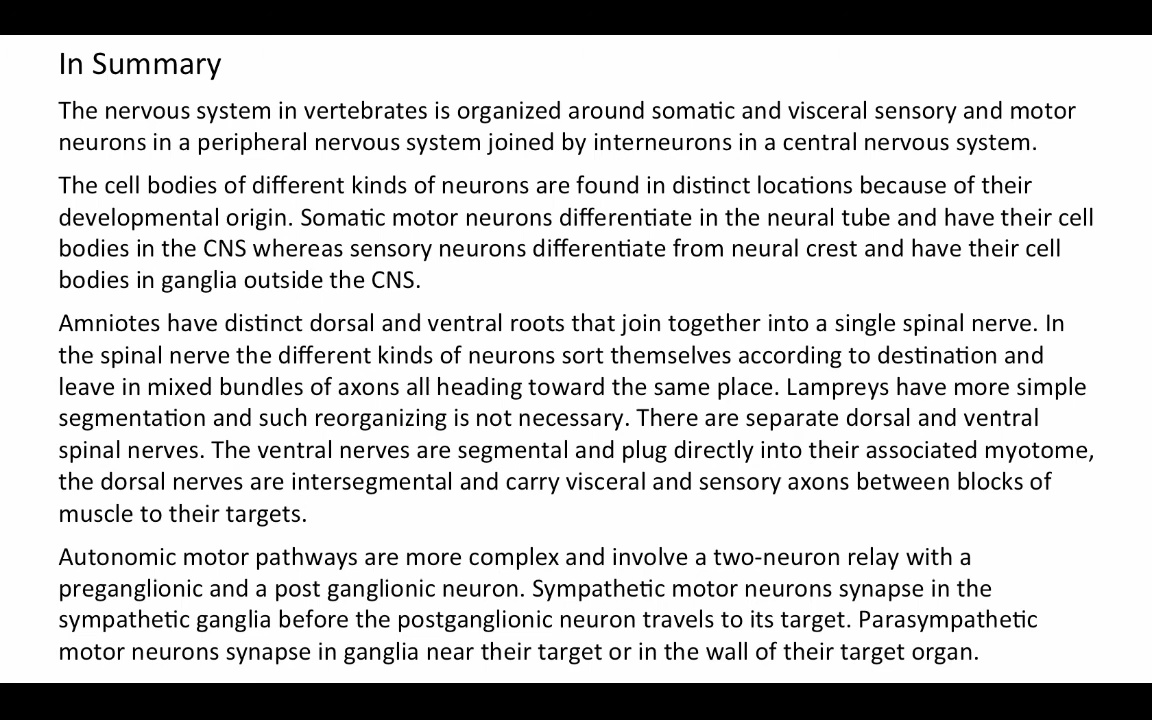 In Summary
The nervous system in vertebrates is organized around somatic and visceral sensory and motor
neurons in a peripheral nervous system joined by interneurons in a central nervous system.
The cell bodies of different kinds of neurons are found in distinct locations because of their
developmental origin. Somatic motor neurons differentiate in the neural tube and have their cell
bodies in the CNS whereas sensory neurons differentiate from neural crest and have their cell
bodies in ganglia outside the CNS.
Amniotes have distinct dorsal and ventral roots that join together into a single spinal nerve. In
the spinal nerve the different kinds of neurons sort themselves according to destination and
leave in mixed bundles of axons all heading toward the same place. Lampreys have more simple
segmentation and such reorganizing is not necessary. There are separate dorsal and ventral
spinal nerves. The ventral nerves are segmental and plug directly into their associated myotome,
the dorsal nerves are intersegmental and carry visceral and sensory axons between blocks of
muscle to their targets.
Autonomic motor pathways are more complex and involve a two-neuron relay with a
preganglionic and a post ganglionic neuron. Sympathetic motor neurons synapse in the
sympathetic ganglia before the postganglionic neuron travels to its target. Parasympathetic
motor neurons synapse in ganglia near their target or in the wall of their target organ.